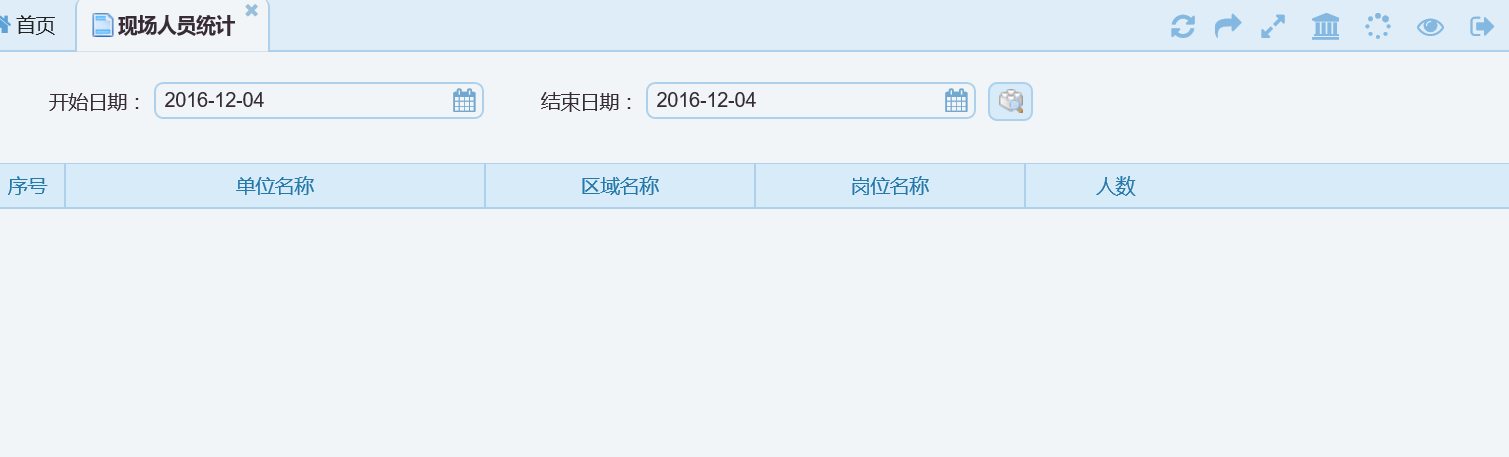 首页 现场人员统计
开始日期： 2016-12-04 结束日期： 2016-12-04
序号 单位名称 区域名称 岗位名称 人数